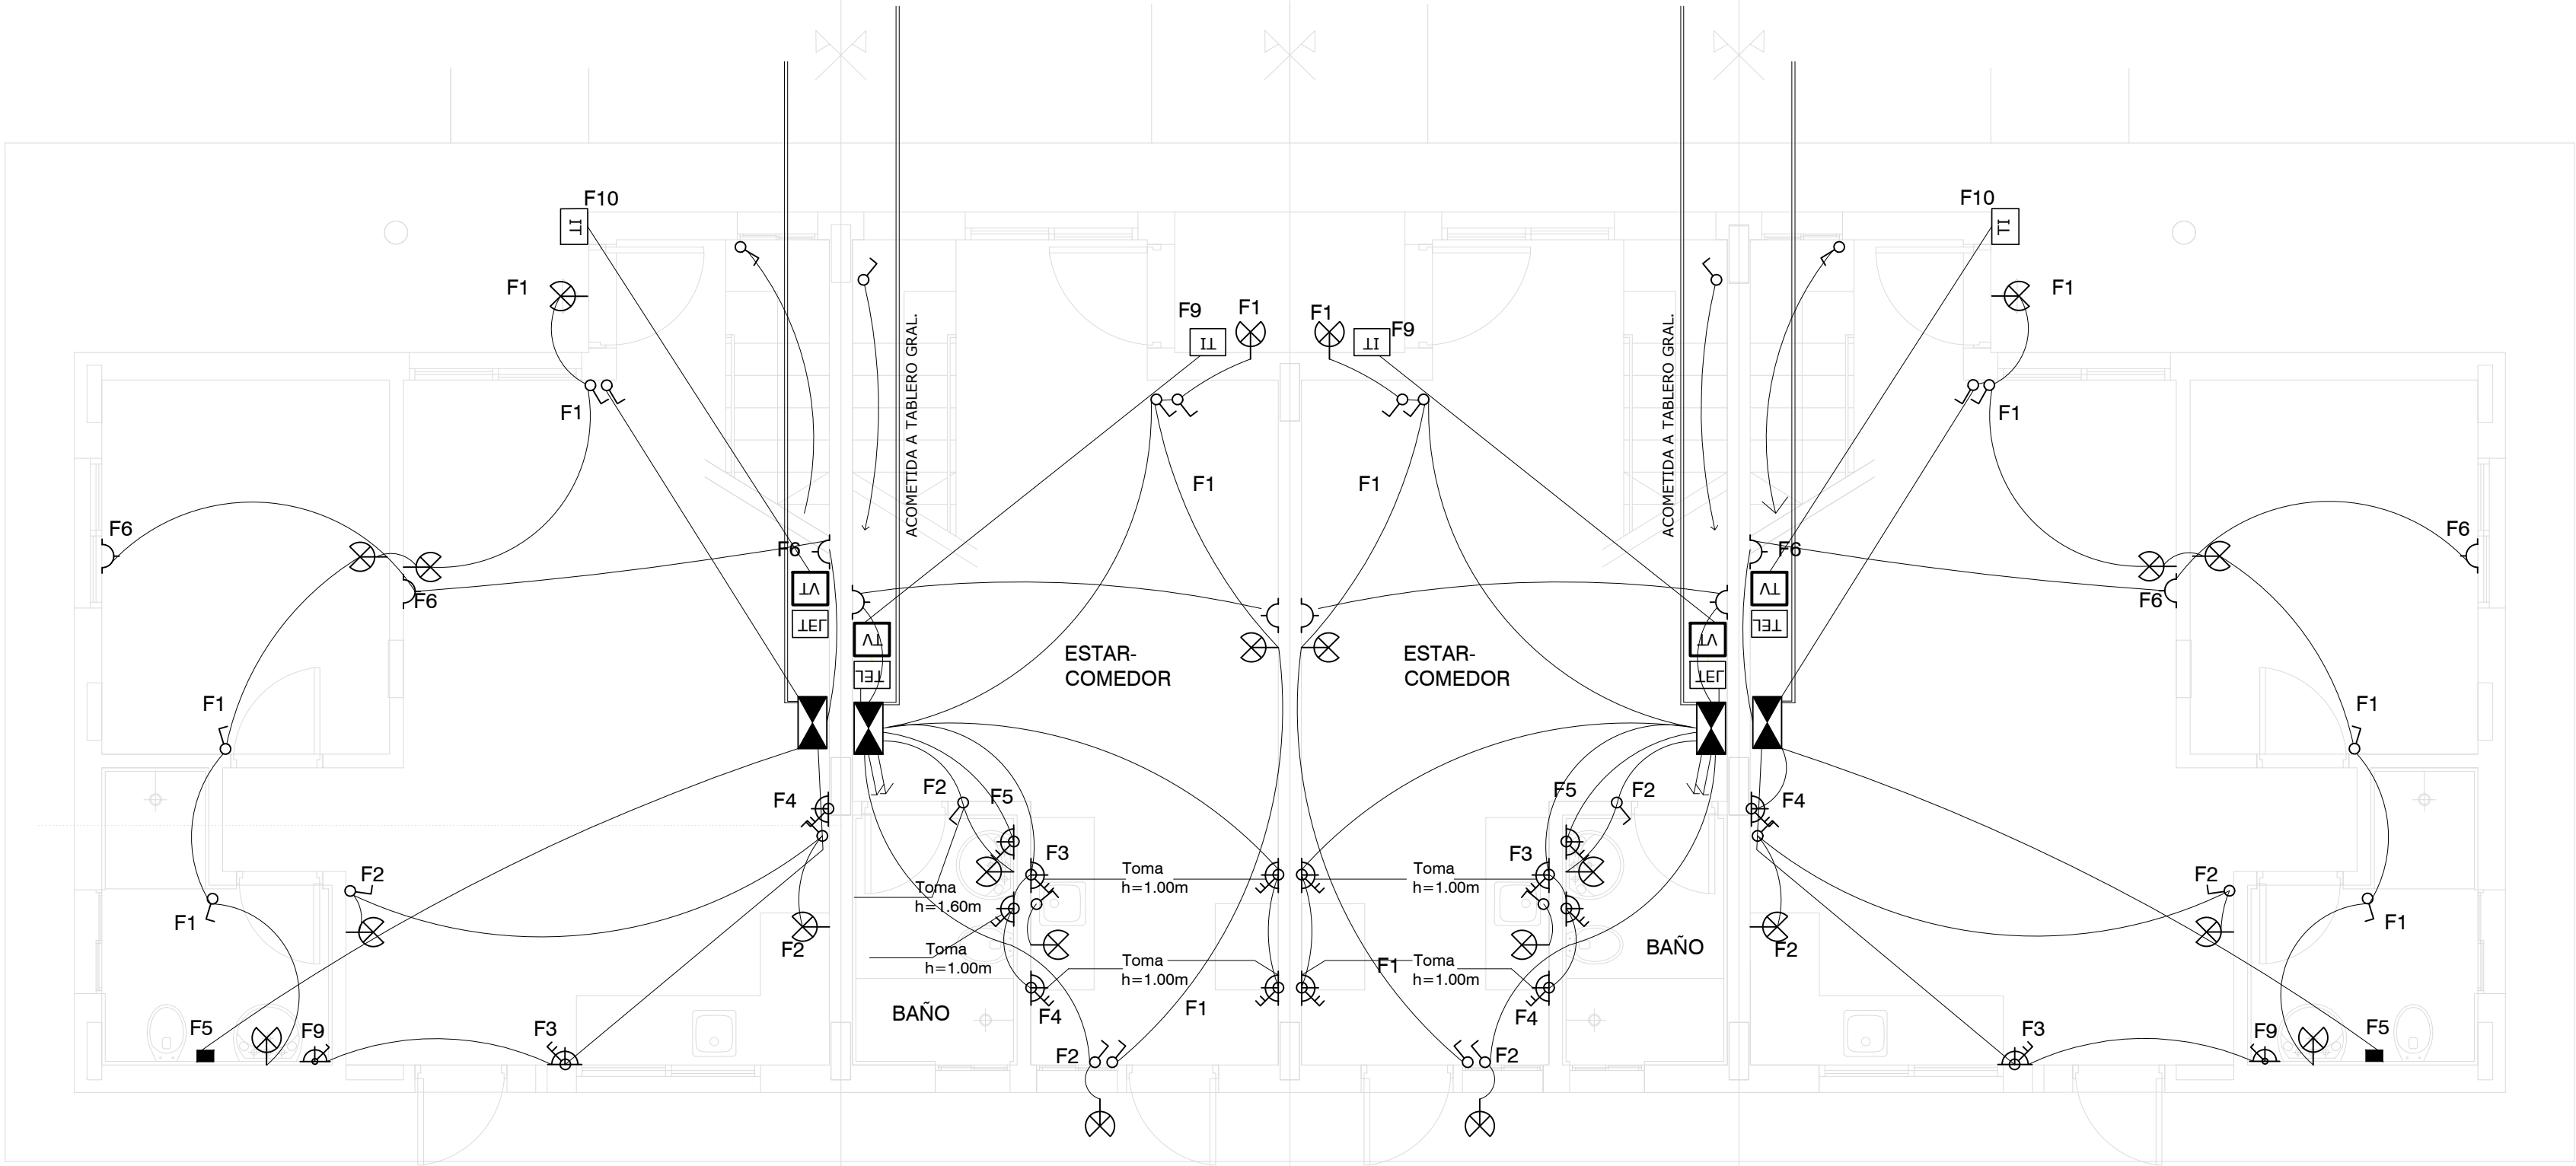 F10
F10
IT
IT
F1
F1
F9
F1
F1
F9
IT
IT
ACOMETIDA A TABLERO GRAL.
ACOMETIDA A TABLERO GRAL.
F1
F1
F1
F1
F6
F6
F6
F6
F6
F6
TV
TV
TEL
TEL
TV
TV
TEL
TEL
ESTAR-
COMEDOR
ESTAR-
COMEDOR
F1
F1
F4
F2
F5
F5
F2
F4
F3
F3
Toma
h=1.00m
Toma
h=1.00m
F2
F2
Toma
h=1.60m
F1
F1
F2
Toma
h=1.00m
BAÑO
F2
Toma
h=1.00m
F1
Toma
h=1.00m
F1
BAÑO
F4
F4
F5
F9
F3
F2
F2
F3
F9
F5